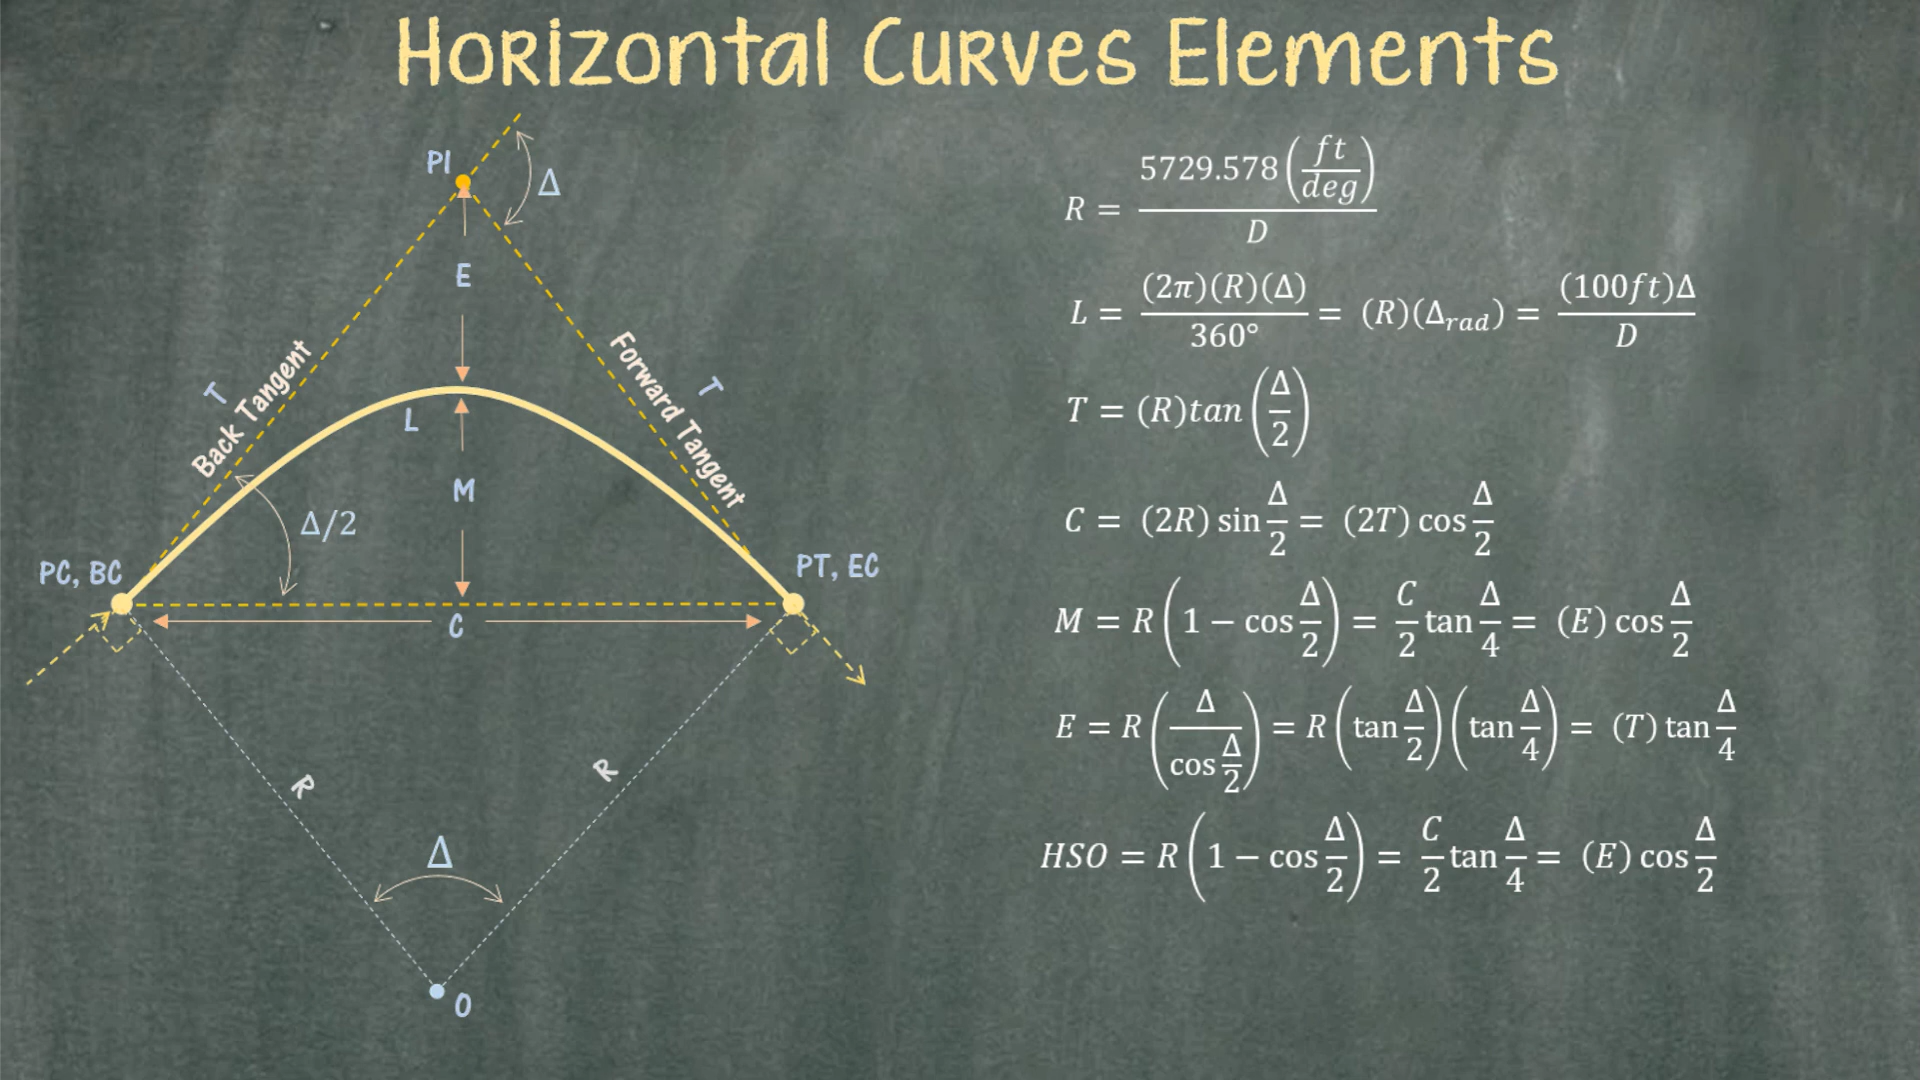 Horizontal Curves Elements
PI
Δ
E
T
Back Tangent
Forward Tangent
T
L
M
Δ/2
PC, BC
PT, EC
C
R
R
Δ
O
R = 5729.578 (ft/deg) / D
L = (2π)(R)(Δ) / 360° = (R)(Δ_rad) = (100ft)Δ / D
T = (R)tan(Δ/2)
C = (2R) sin Δ/2 = (2T) cos Δ/2
M = R(1 − cos Δ/2) = C/2 tan Δ/4 = (E) cos Δ/2
E = R(Δ / cos Δ/2) = R(tan Δ/2)(tan Δ/4) = (T) tan Δ/4
HSO = R(1 − cos Δ/2) = C/2 tan Δ/4 = (E) cos Δ/2